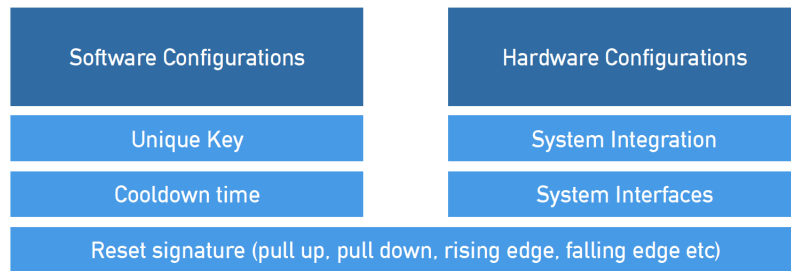 Software Configurations
Hardware Configurations
Unique Key
System Integration
Cooldown time
System Interfaces
Reset signature (pull up, pull down, rising edge, falling edge etc)